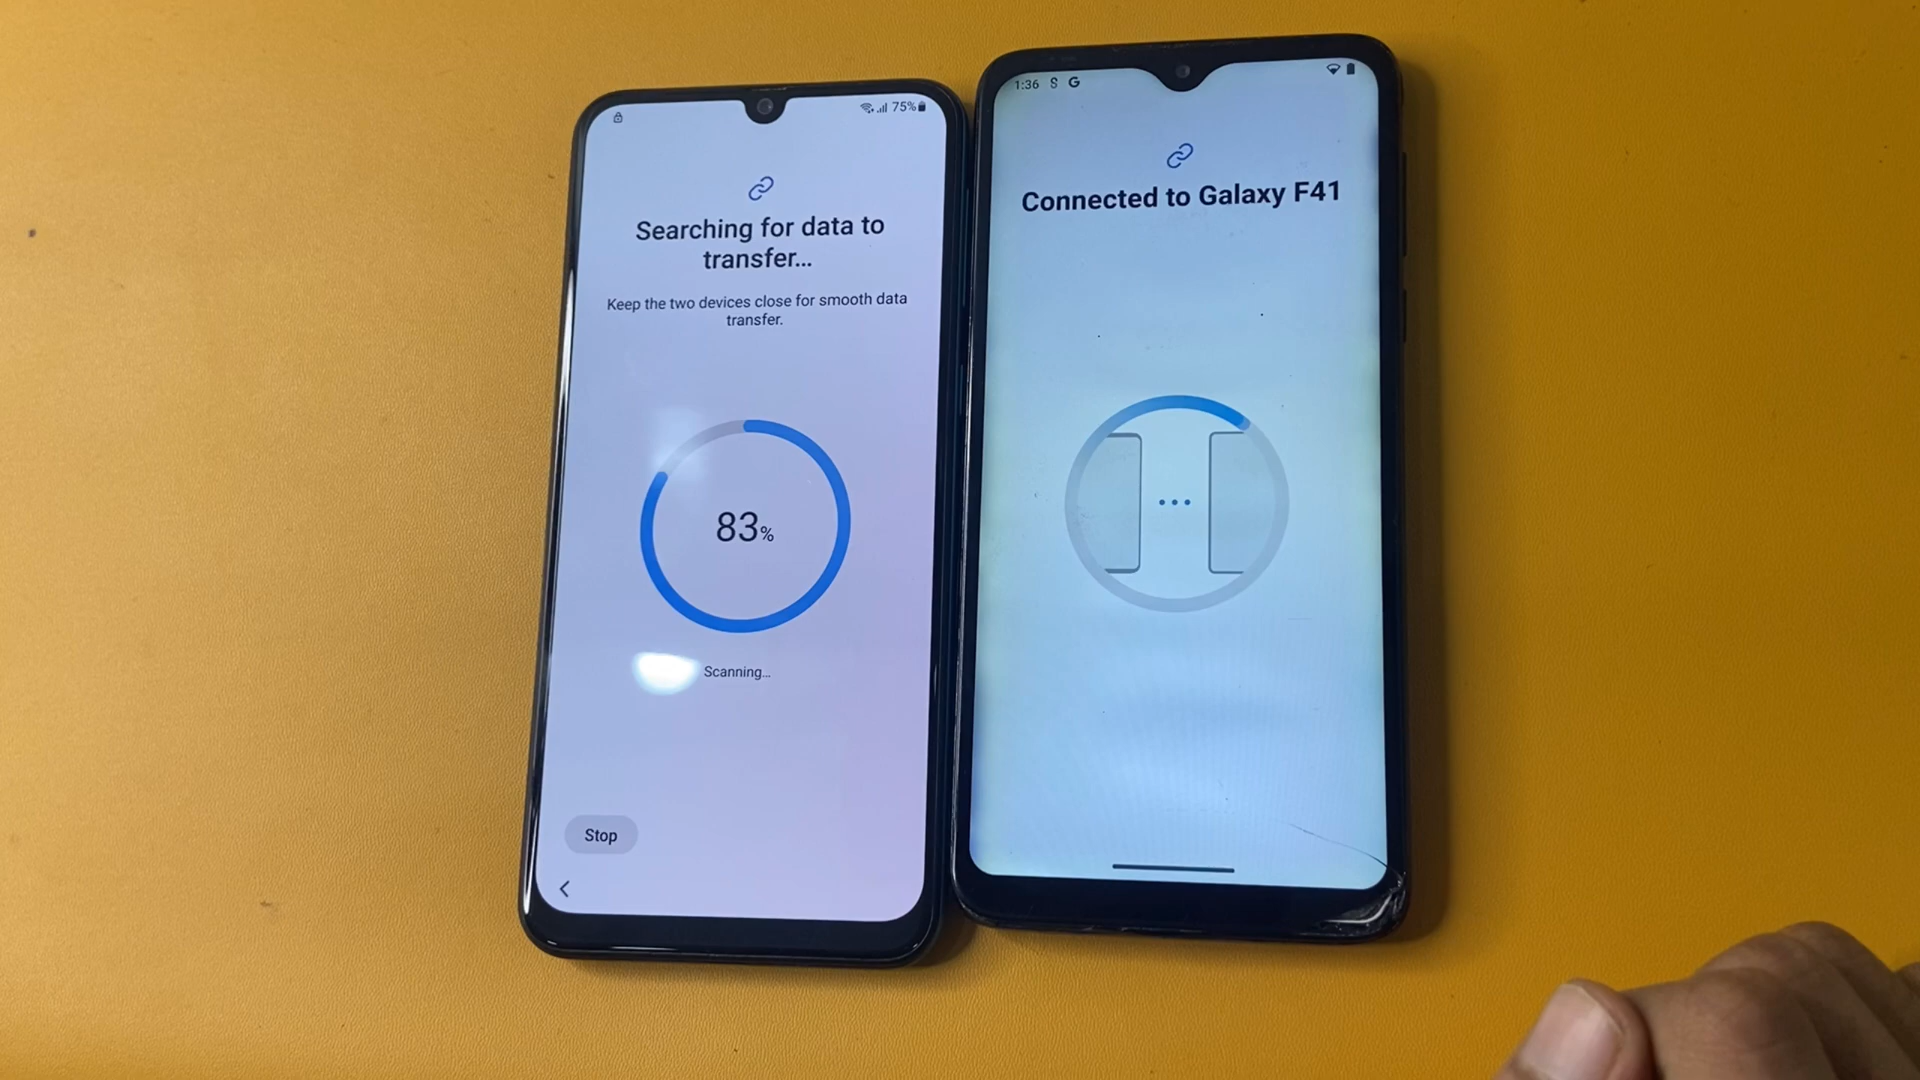 75%
Searching for data to
transfer...
Keep the two devices close for smooth data
transfer.
83%
Scanning...
Stop
1:36 S G
Connected to Galaxy F41